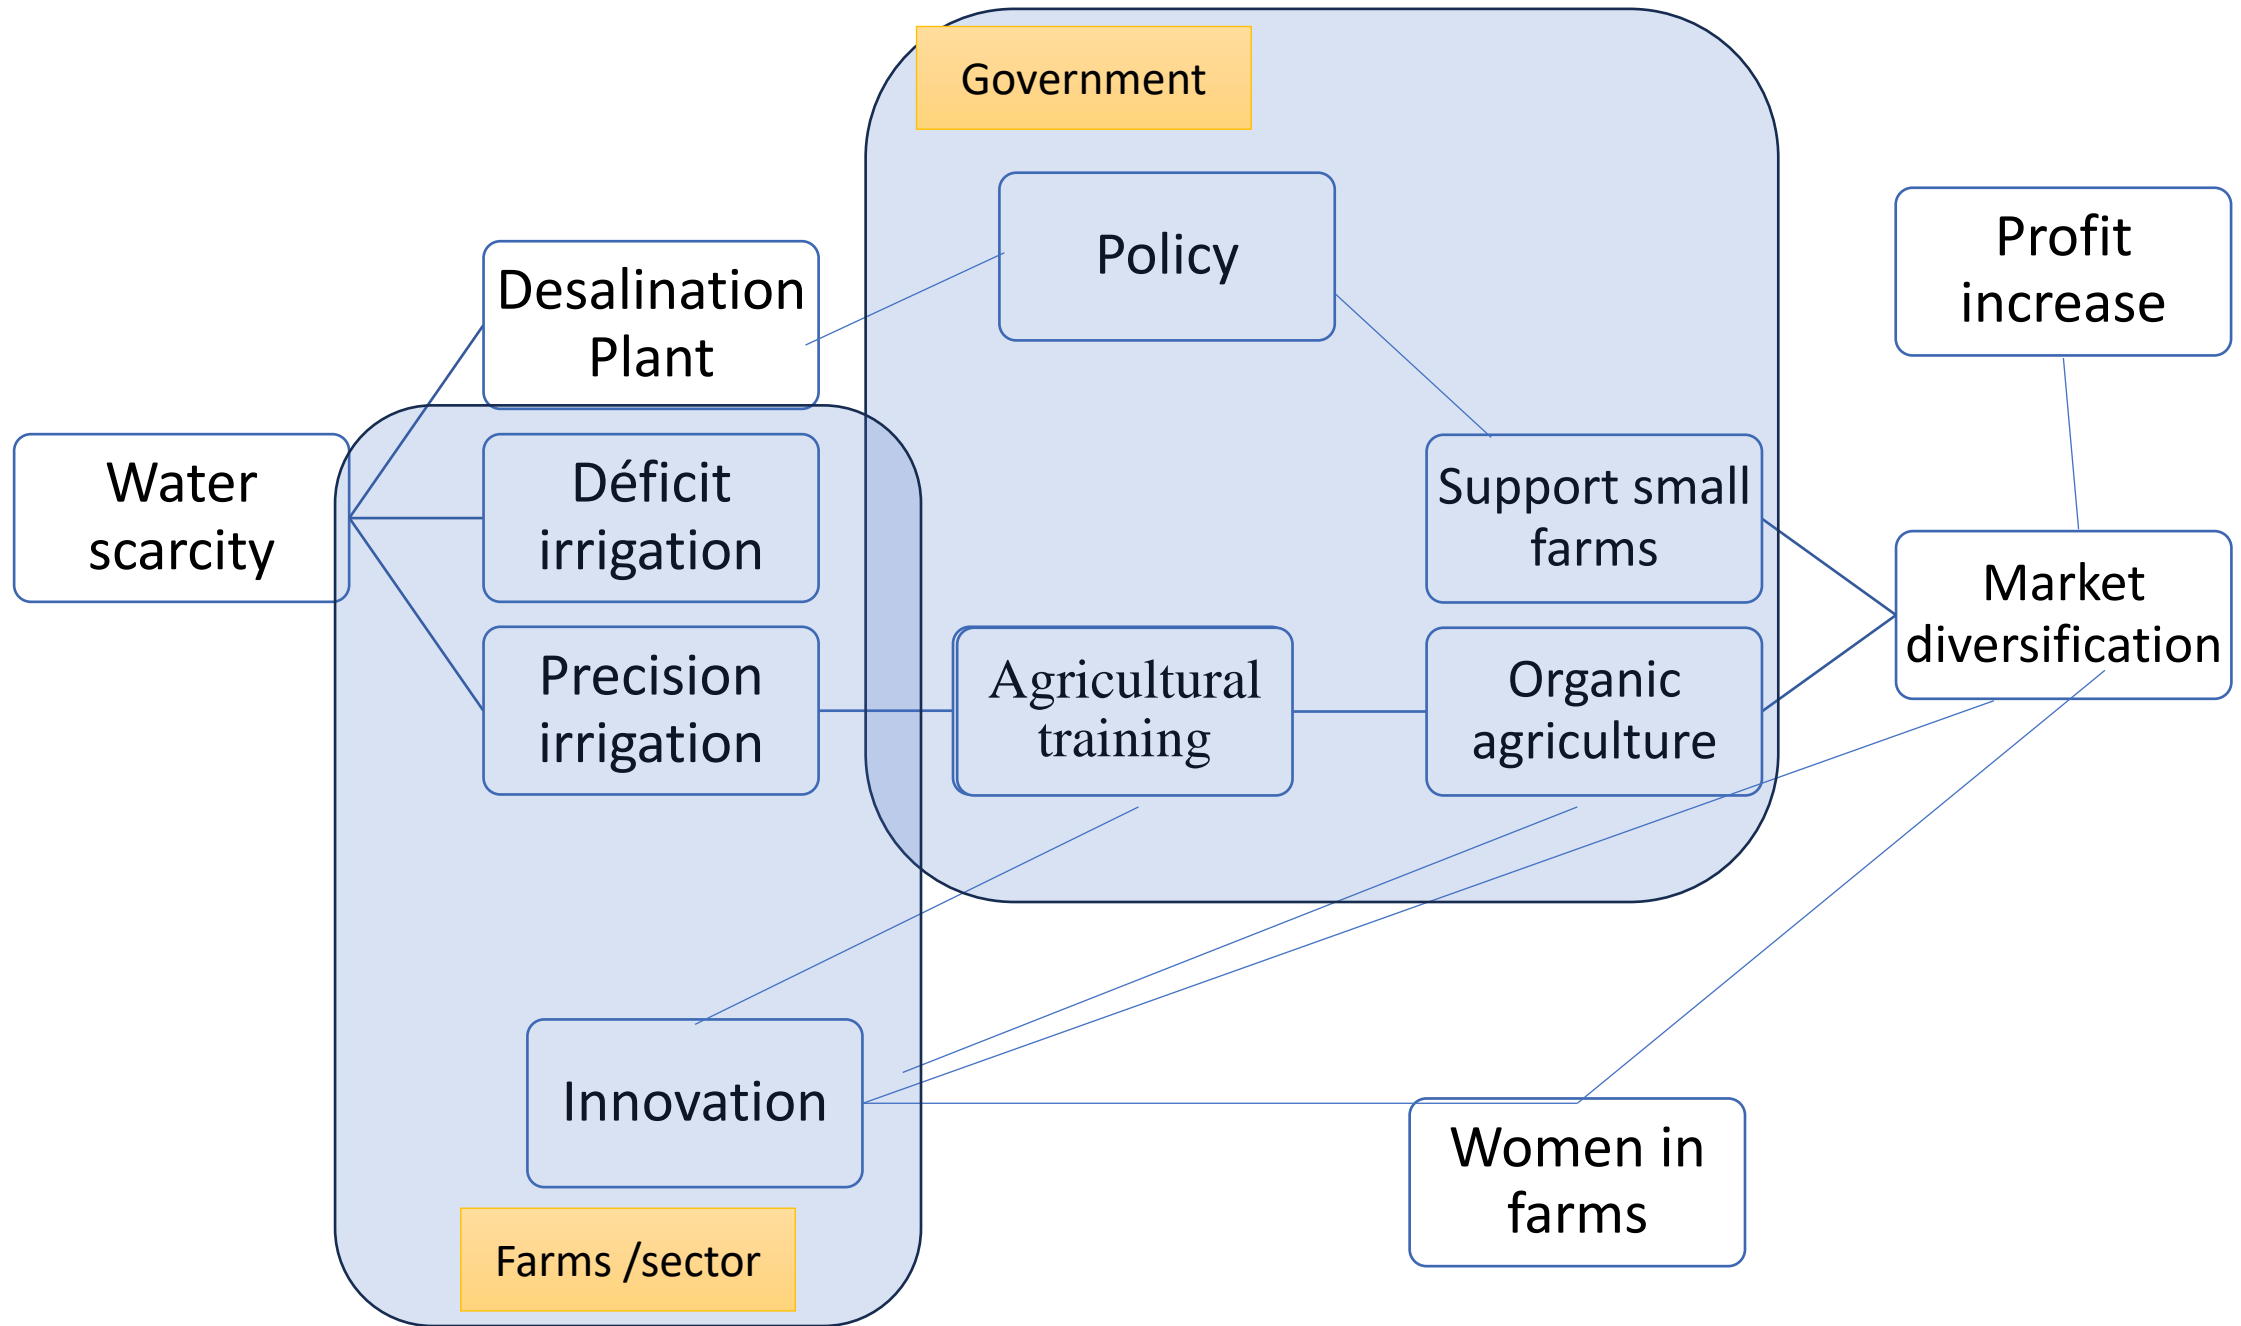 Government
Policy
Profit
increase
Desalination
Plant
Water
scarcity
Déficit
irrigation
Support small
farms
Market
diversification
Precision
irrigation
Agricultural
training
Organic
agriculture
Innovation
Women in
farms
Farms /sector